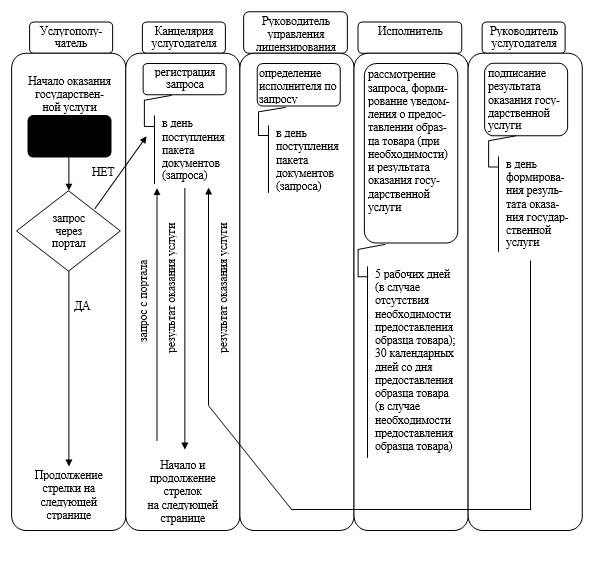 Услугополу-
чатель
Канцелярия
услугодателя
Руководитель
управления
лицензирования
Исполнитель
Руководитель
услугодателя
Начало оказания
государствен-
ной услуги
запрос
через
портал
НЕТ
ДА
Продолжение
стрелки на
следующей
странице
регистрация
запроса
в день
поступления
пакета
документов
(запроса)
запрос с портала
результат оказания услуги
результат оказания услуги
Начало и
продолжение
стрелок
на следующей
странице
определение
исполнителя по
запросу
в день
поступления
пакета
документов
(запроса)
рассмотрение
запроса, форми-
рование уведом-
ления о предос-
тавлении образ-
ца товара (при
необходимости)
и результата
оказания госу-
дарственной
услуги
5 рабочих дней
(в случае
отсутствия
необходимости
предоставления
образца товара);
30 календарных
дней со дня
предоставления
образца товара
(в случае
необходимости
предоставления
образца товара)
подписание
результата
оказания госу-
дарственной
услуги
в день
формирова-
ния резуль-
тата оказа-
ния государ-
ственной
услуги